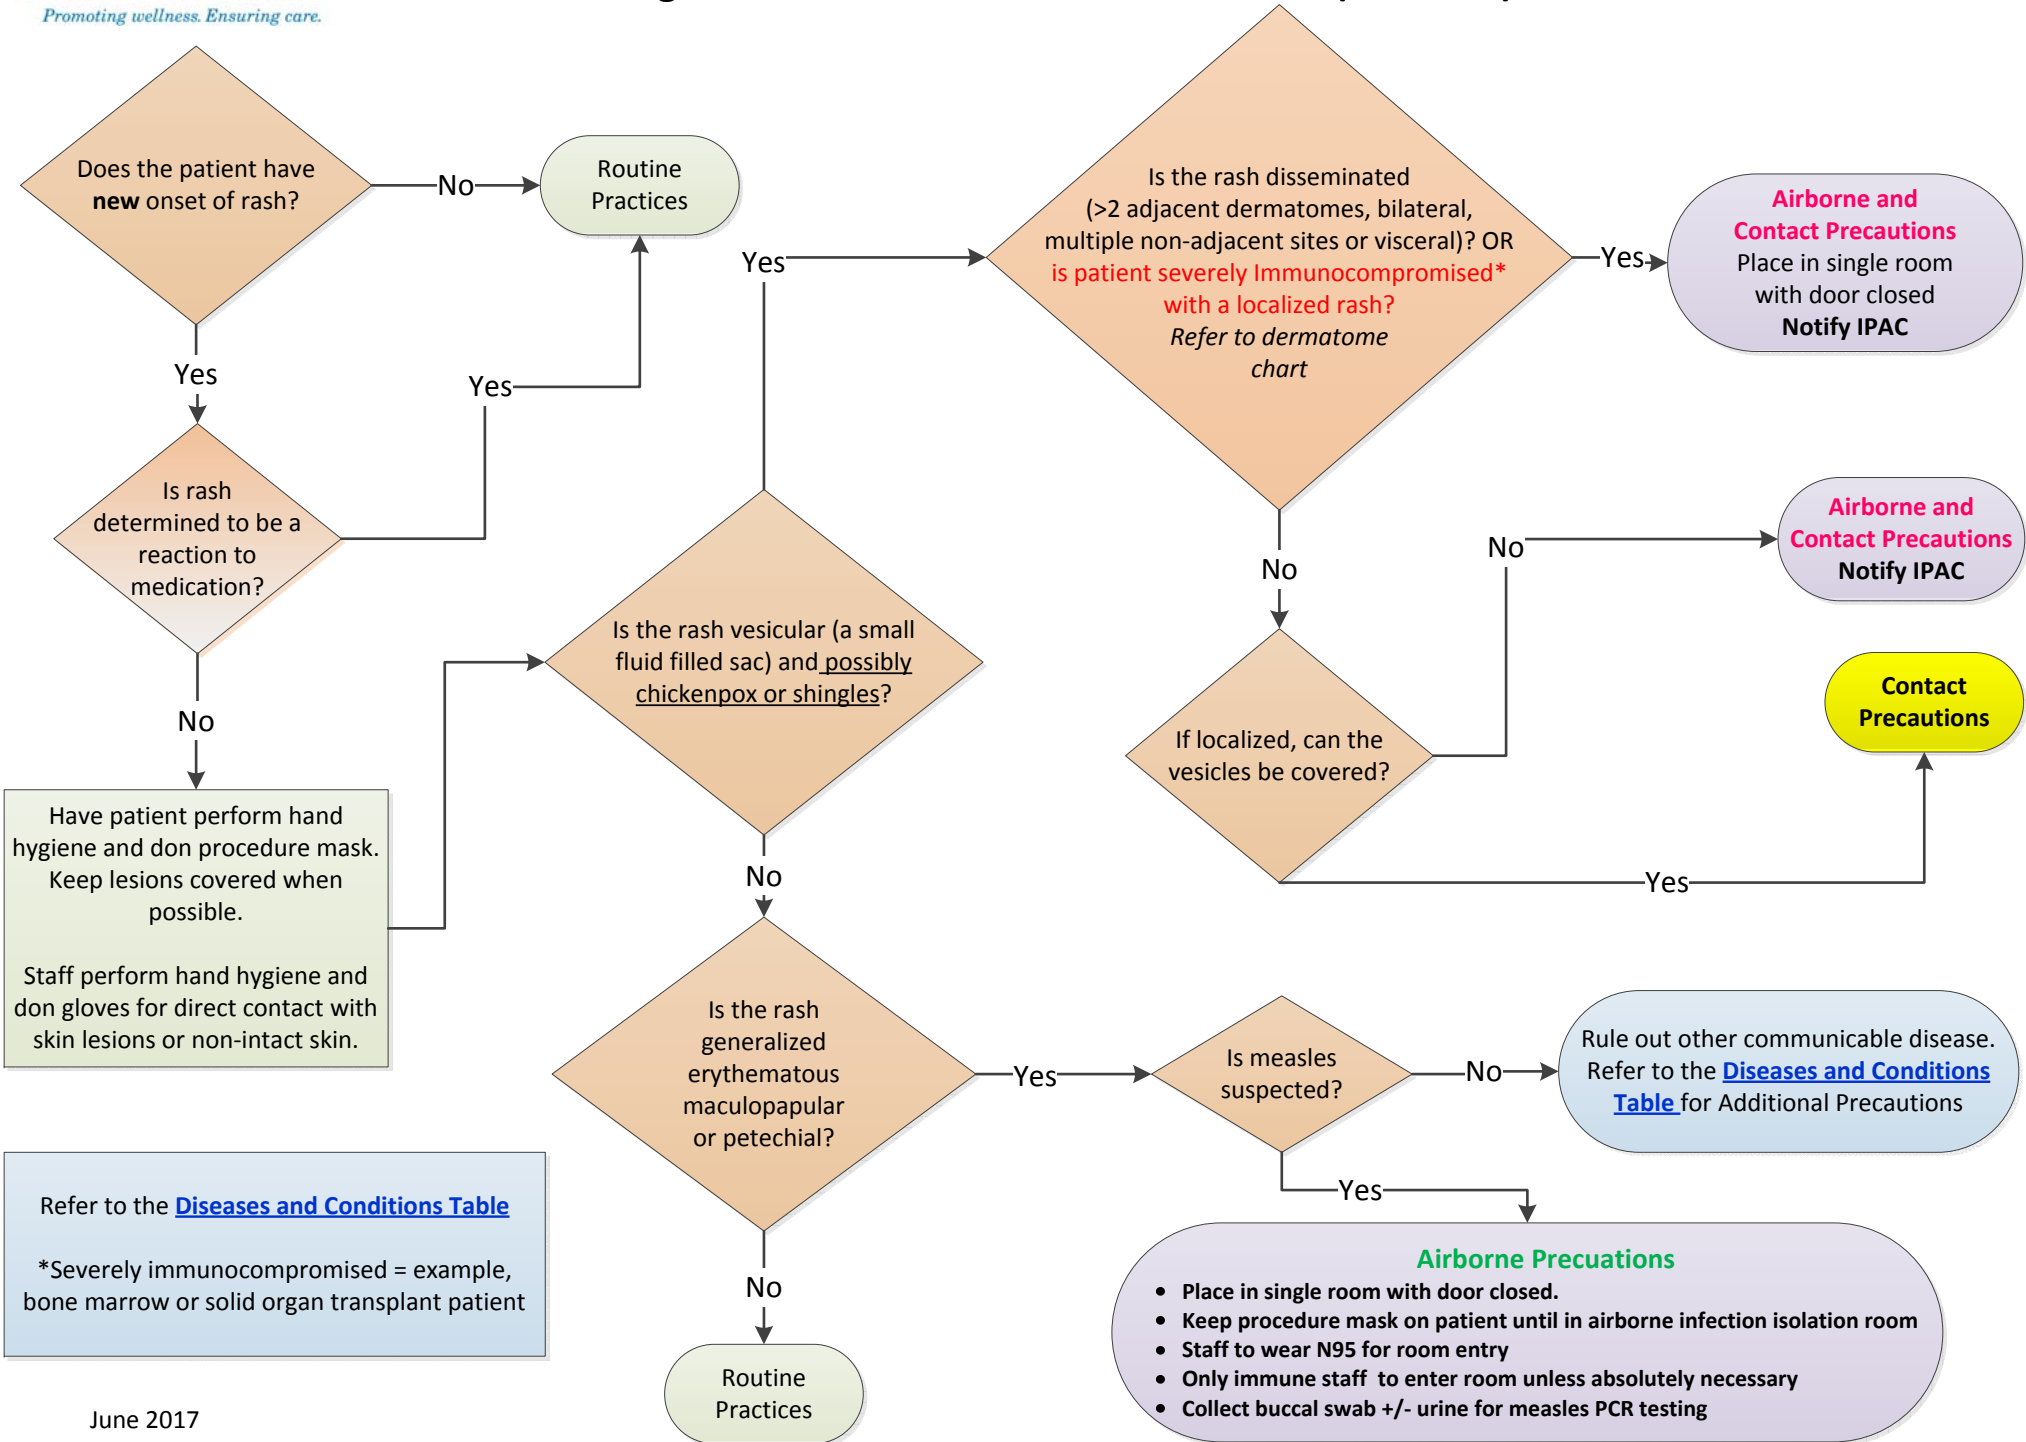 Promoting wellness. Ensuring care.
Does the patient have
new onset of rash?
No
Routine
Practices
Yes
Is rash
determined to be a
reaction to
medication?
Yes
No
Have patient perform hand
hygiene and don procedure mask.
Keep lesions covered when
possible.
Staff perform hand hygiene and
don gloves for direct contact with
skin lesions or non-intact skin.
Is the rash vesicular (a small
fluid filled sac) and possibly
chickenpox or shingles?
Yes
Is the rash disseminated
(>2 adjacent dermatomes, bilateral,
multiple non-adjacent sites or visceral)? OR
is patient severely Immunocompromised*
with a localized rash?
Refer to dermatome
chart
Yes
Airborne and
Contact Precautions
Place in single room
with door closed
Notify IPAC
No
If localized, can the
vesicles be covered?
No
Airborne and
Contact Precautions
Notify IPAC
Yes
Contact
Precautions
No
Is the rash
generalized
erythematous
maculopapular
or petechial?
Yes
Is measles
suspected?
No
Rule out other communicable disease.
Refer to the Diseases and Conditions
Table for Additional Precautions
Yes
Airborne Precuations
• Place in single room with door closed.
• Keep procedure mask on patient until in airborne infection isolation room
• Staff to wear N95 for room entry
• Only immune staff to enter room unless absolutely necessary
• Collect buccal swab +/- urine for measles PCR testing
No
Routine
Practices
Refer to the Diseases and Conditions Table
*Severely immunocompromised = example,
bone marrow or solid organ transplant patient
June 2017